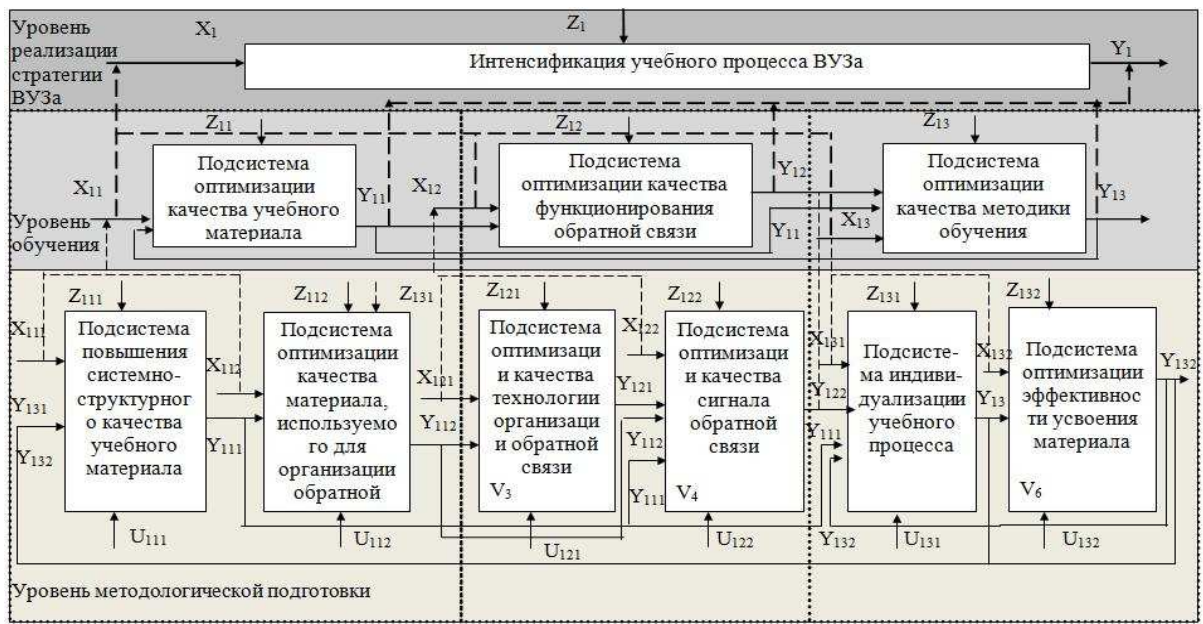 Уровень
реализации
стратегии
ВУЗа
X1
Z1
Y1
Интенсификация учебного процесса ВУЗа
Уровень
обучения
X11
Z11
Подсистема
оптимизации
качества учебного
материала
Y11
X12
Z12
Подсистема
оптимизации качества
функционирования
обратной связи
Y12
Y11
X13
Z13
Подсистема
оптимизации
качества методики
обучения
Y13
X111
Z111
Y131
Y132
Подсистема
повышения
системно-
структурног
о качества
учебного
материала
U111
X112
Y111
Z112
Z131
Подсистема
оптимизации
качества
материала,
используемо
го для
организации
обратной
U112
X121
Y112
Z121
Подсистема
оптимизаци
и качества
технологии
организаци
и обратной
связи
V3
U121
X122
Y121
Y112
Y111
Z122
Подсистема
оптимизаци
и качества
сигнала
обратной
связи
V4
U122
X131
Y122
Y111
Y132
Z131
Подсисте-
ма индиви-
дуализации
учебного
процесса
U131
X132
Y13
Z132
Подсистема
оптимизации
эффективнос
ти усвоения
материала
V6
U132
Y132
Уровень методологической подготовки